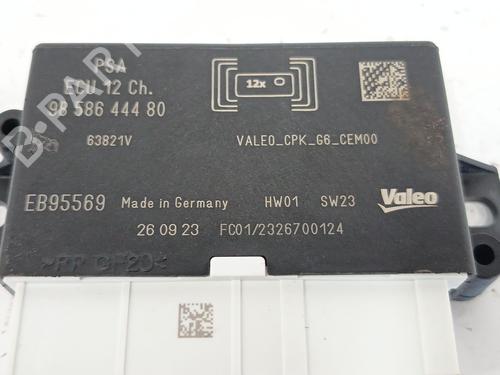 PSA
ECU 12 Ch.
98 586 444 80
12x
63821V
VALEO_CPK_G6_CEM00
EB95569 Made in Germany HW01 SW23 Valeo
26 09 23 FC01/2326700124
B-PARTS